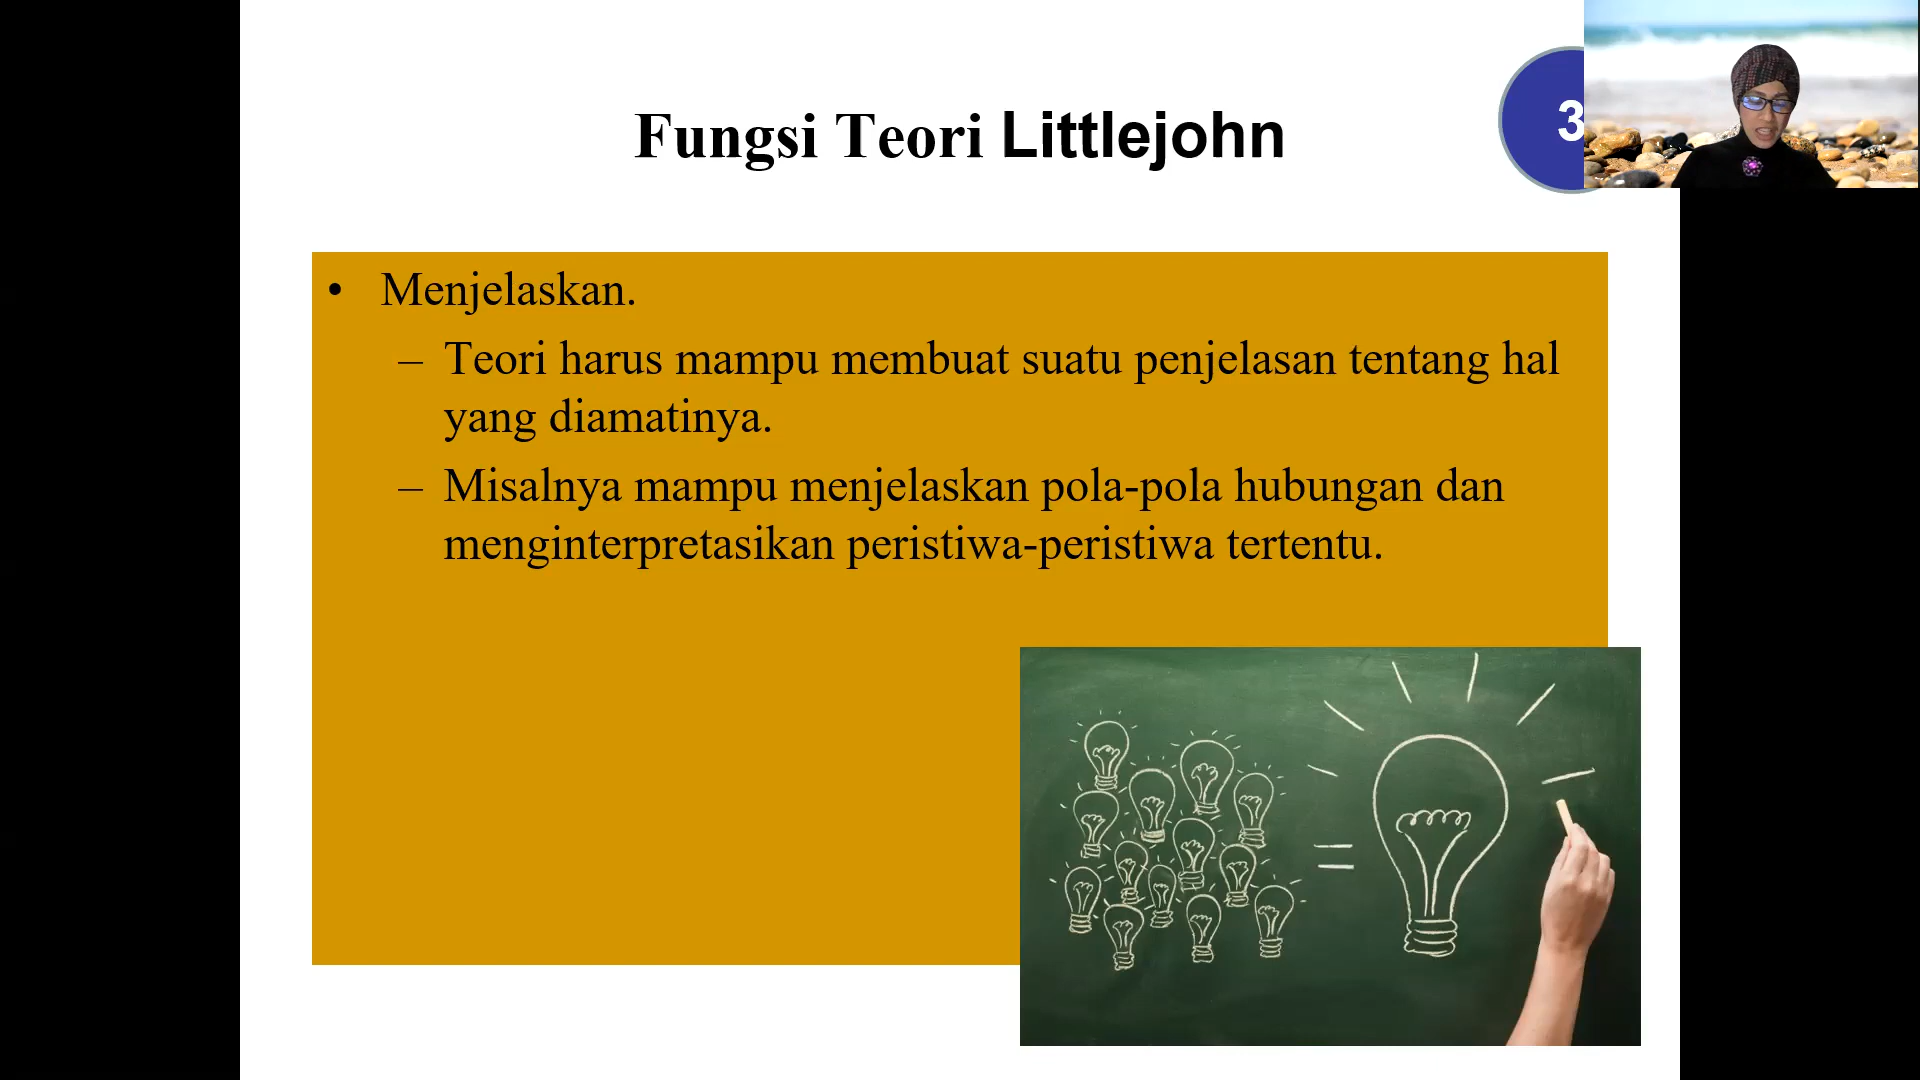 Fungsi Teori Littlejohn
3
• Menjelaskan.
– Teori harus mampu membuat suatu penjelasan tentang hal
yang diamatinya.
– Misalnya mampu menjelaskan pola-pola hubungan dan
menginterpretasikan peristiwa-peristiwa tertentu.
=